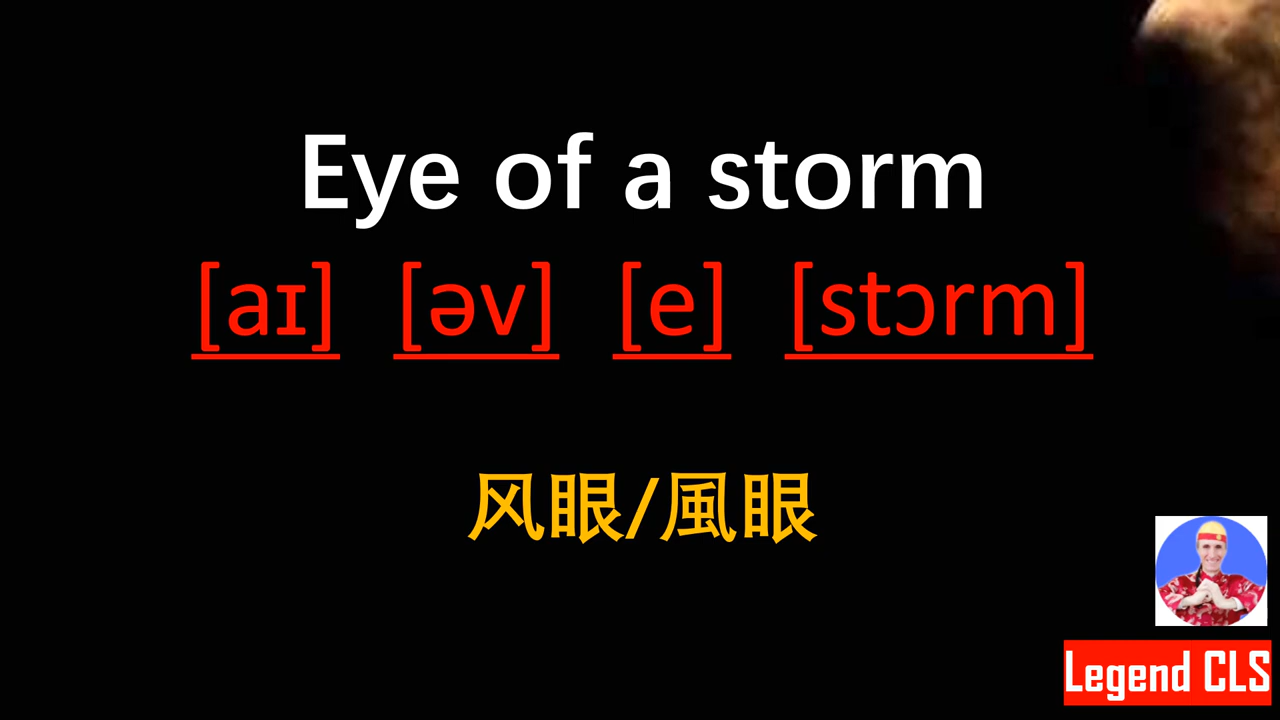 Eye of a storm
[aɪ] [əv] [e] [stɔrm]
风眼/風眼
Legend CLS